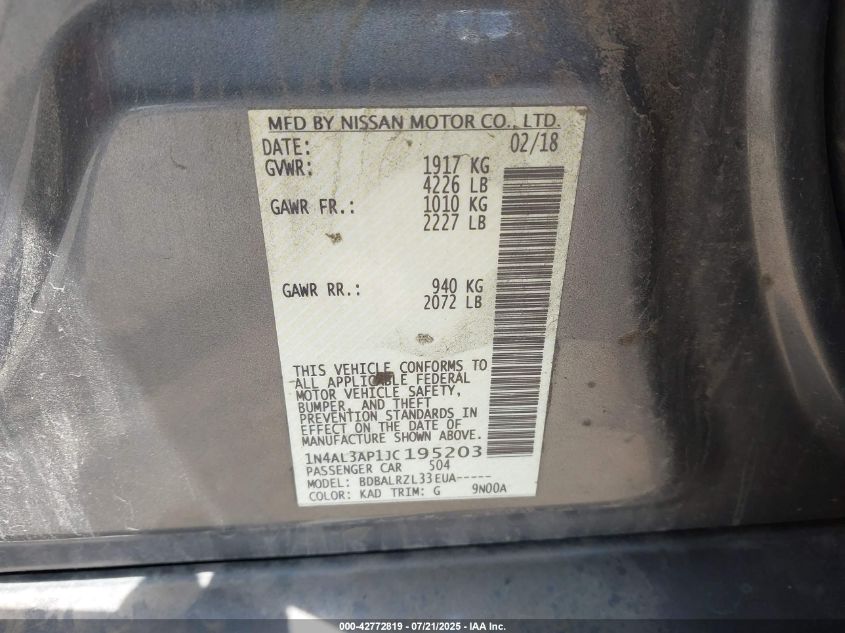 MFD BY NISSAN MOTOR CO., LTD.
DATE: 02/18
GVWR: 1917 KG
4226 LB
GAWR FR.: 1010 KG
2227 LB
GAWR RR.: 940 KG
2072 LB
THIS VEHICLE CONFORMS TO
ALL APPLICABLE FEDERAL
MOTOR VEHICLE SAFETY,
BUMPER, AND THEFT
PREVENTION STANDARDS IN
EFFECT ON THE DATE OF
MANUFACTURE SHOWN ABOVE.
1N4AL3AP1JC195203
PASSENGER CAR 504
MODEL: BDBALRZL33EUA-----
COLOR: KAD TRIM: G 9N00A
000-42772819 - 07/21/2025 - IAA Inc.